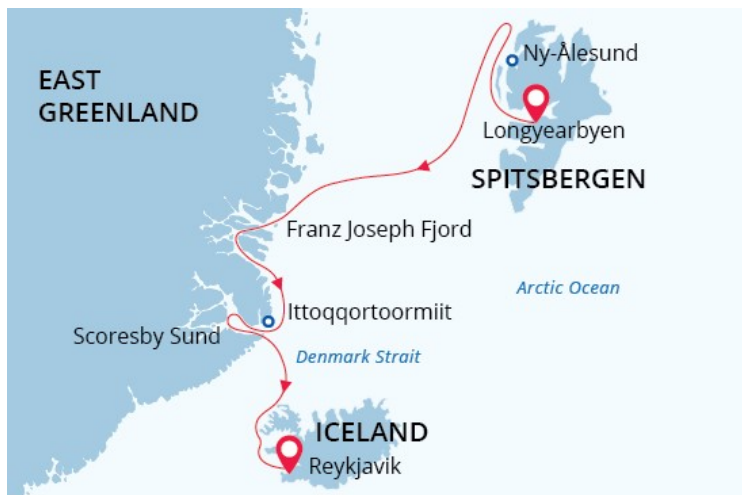 EAST
GREENLAND
Ny-Ålesund
Longyearbyen
SPITSBERGEN
Franz Joseph Fjord
Arctic Ocean
Ittoqqortoormiit
Scoresby Sund
Denmark Strait
ICELAND
Reykjavik